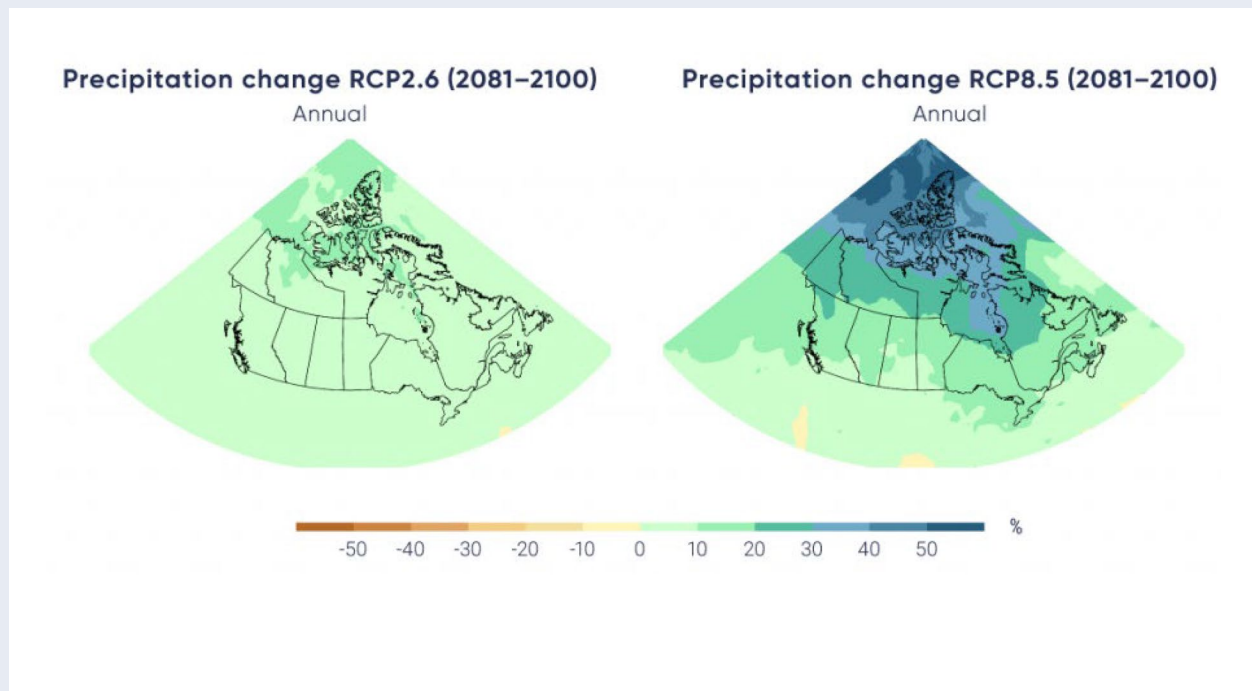 Precipitation change RCP2.6 (2081–2100)
Annual
Precipitation change RCP8.5 (2081–2100)
Annual
-50 -40 -30 -20 -10 0 10 20 30 40 50 %